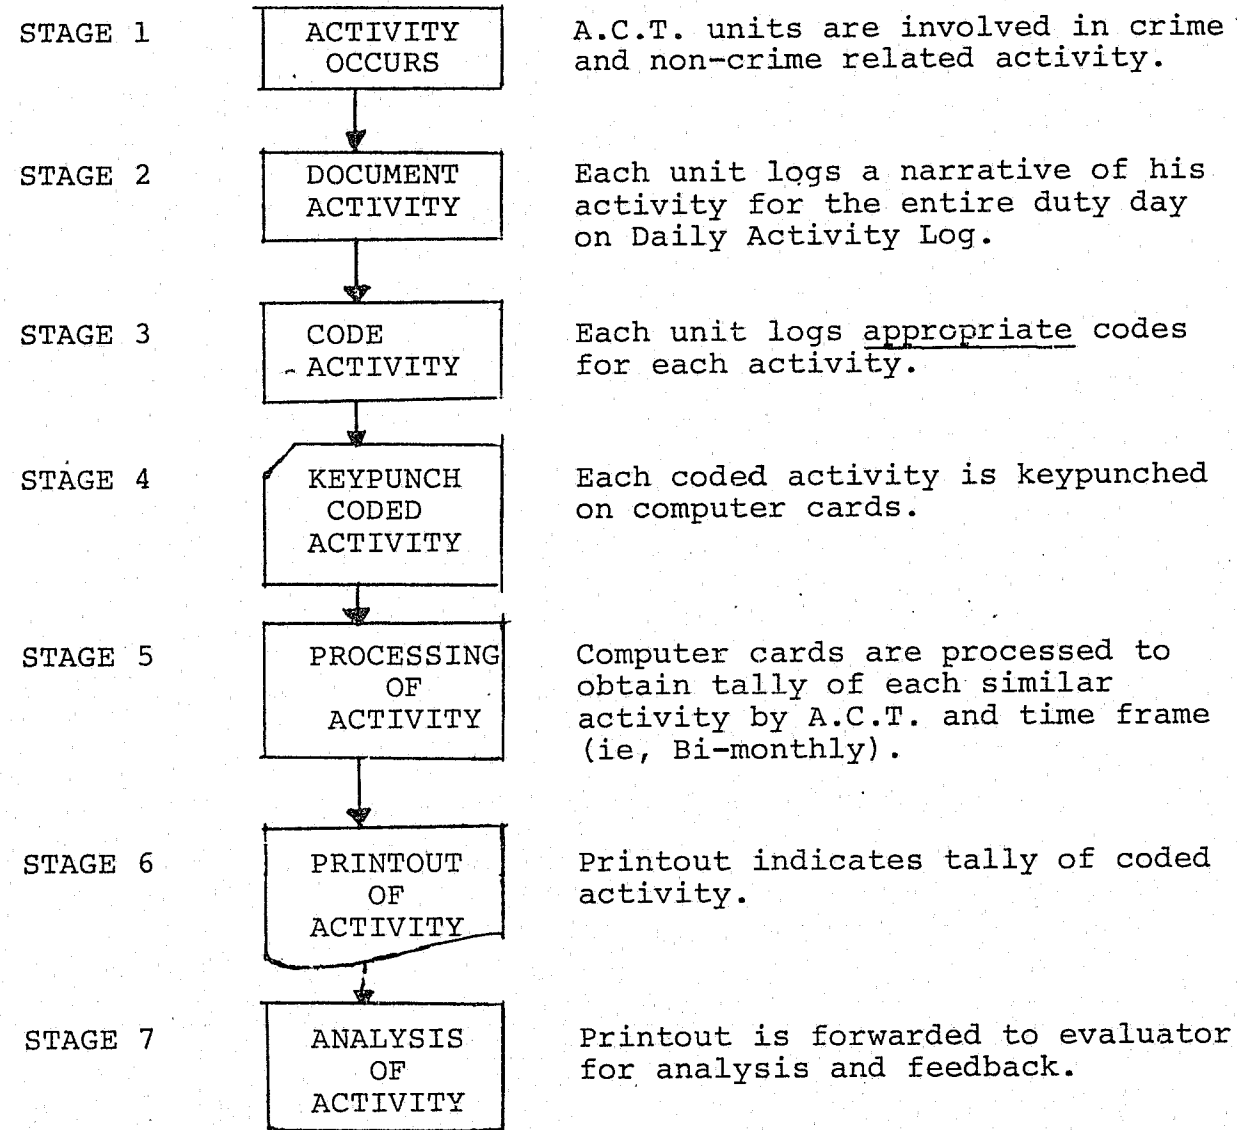 STAGE 1
ACTIVITY
OCCURS
A.C.T. units are involved in crime
and non-crime related activity.
STAGE 2
DOCUMENT
ACTIVITY
Each unit logs a narrative of his
activity for the entire duty day
on Daily Activity Log.
STAGE 3
CODE
ACTIVITY
Each unit logs appropriate codes
for each activity.
STAGE 4
KEYPUNCH
CODED
ACTIVITY
Each coded activity is keypunched
on computer cards.
STAGE 5
PROCESSING
OF
ACTIVITY
Computer cards are processed to
obtain tally of each similar
activity by A.C.T. and time frame
(ie, Bi-monthly).
STAGE 6
PRINTOUT
OF
ACTIVITY
Printout indicates tally of coded
activity.
STAGE 7
ANALYSIS
OF
ACTIVITY
Printout is forwarded to evaluator
for analysis and feedback.